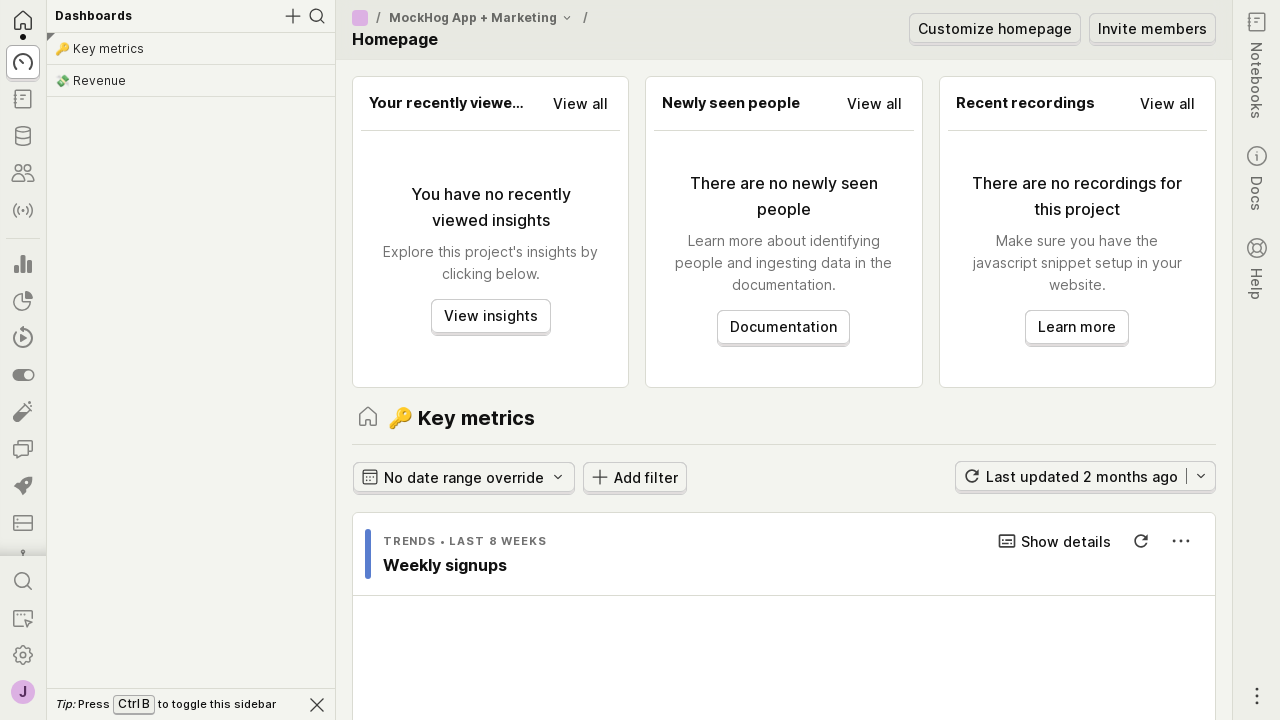 Dashboards
🔑 Key metrics
💸 Revenue
Tip: Press Ctrl B to toggle this sidebar
J
/ MockHog App + Marketing /
Homepage
Customize homepage
Invite members
Your recently viewe...
View all
You have no recently
viewed insights
Explore this project's insights by
clicking below.
View insights
Newly seen people
View all
There are no newly seen
people
Learn more about identifying
people and ingesting data in the
documentation.
Documentation
Recent recordings
View all
There are no recordings for
this project
Make sure you have the
javascript snippet setup in your
website.
Learn more
🔑 Key metrics
No date range override
Add filter
Last updated 2 months ago
TRENDS • LAST 8 WEEKS
Weekly signups
Show details
Notebooks
Docs
Help